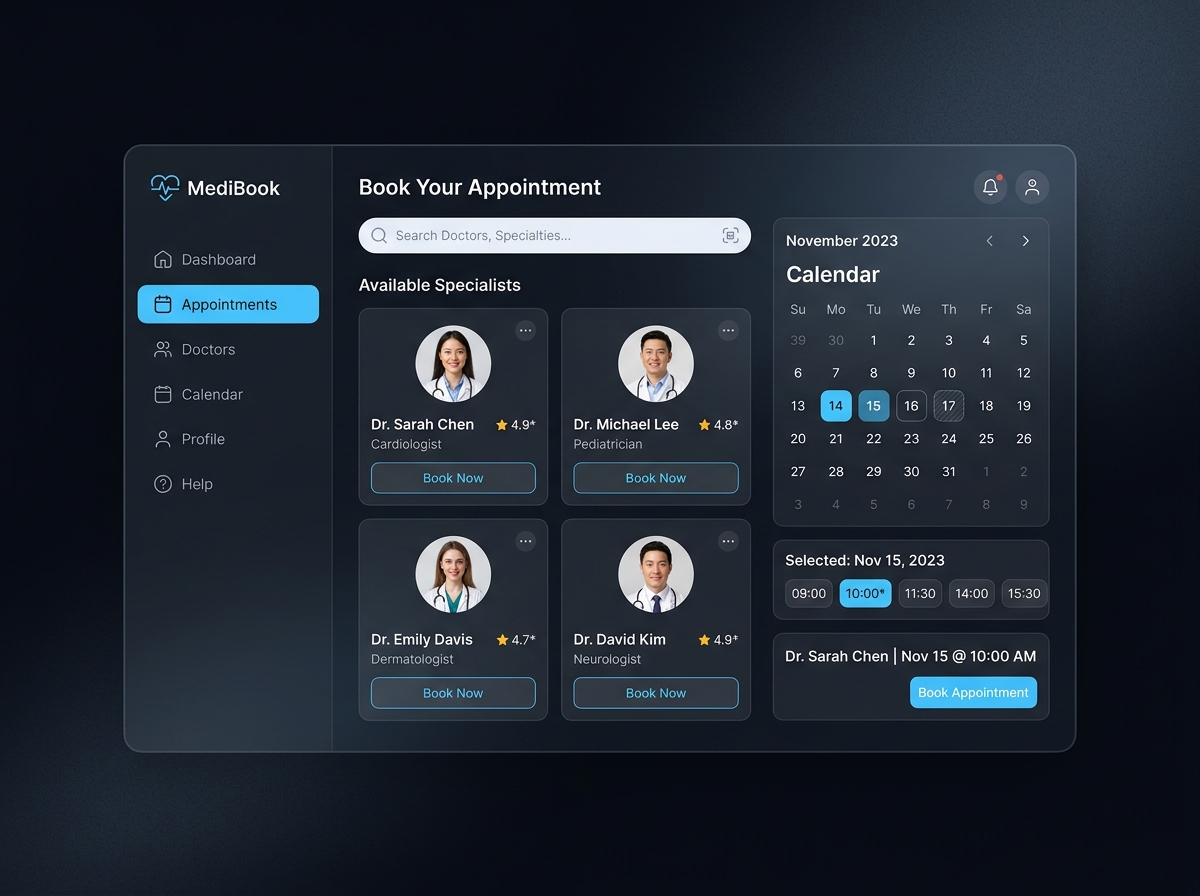 MediBook
Dashboard
Appointments
Doctors
Calendar
Profile
Help
Book Your Appointment
Search Doctors, Specialties...
Available Specialists
Dr. Sarah Chen 4.9*
Cardiologist
Book Now
Dr. Michael Lee 4.8*
Pediatrician
Book Now
Dr. Emily Davis 4.7*
Dermatologist
Book Now
Dr. David Kim 4.9*
Neurologist
Book Now
November 2023
Calendar
Su Mo Tu We Th Fr Sa
39 30 1 2 3 4 5
6 7 8 9 10 11 12
13 14 15 16 17 18 19
20 21 22 23 24 25 26
27 28 29 30 31 1 2
3 4 5 6 7 8 9
Selected: Nov 15, 2023
09:00 10:00* 11:30 14:00 15:30
Dr. Sarah Chen | Nov 15 @ 10:00 AM
Book Appointment